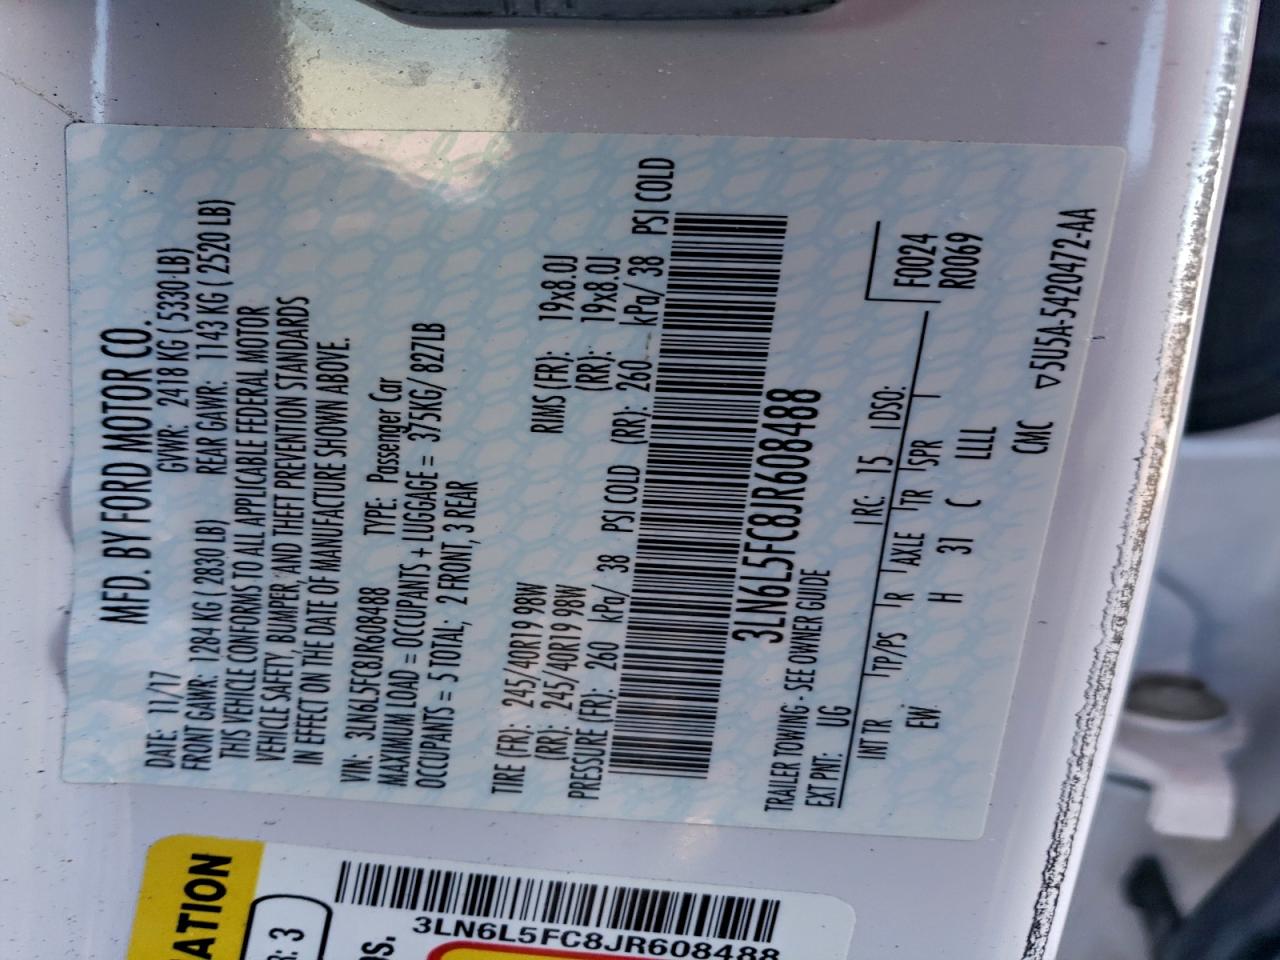 MFD. BY FORD MOTOR CO.
DATE: 11/17 GVWR: 2418 KG ( 5330 LB)
FRONT GAWR: 1284 KG ( 2830 LB) REAR GAWR: 1143 KG ( 2520 LB)
THIS VEHICLE CONFORMS TO ALL APPLICABLE FEDERAL MOTOR
VEHICLE SAFETY, BUMPER, AND THEFT PREVENTION STANDARDS
IN EFFECT ON THE DATE OF MANUFACTURE SHOWN ABOVE.
VIN: 3LN6L5FC8JR608488 TYPE: Passenger Car
MAXIMUM LOAD = OCCUPANTS + LUGGAGE = 375KG/ 827LB
OCCUPANTS = 5 TOTAL; 2 FRONT, 3 REAR
TIRE (FR): 245/40R19 98W RIMS (FR): 19x8.0J
(RR): 245/40R19 98W (RR): 19x8.0J
PRESSURE (FR): 260 kPa/ 38 PSI COLD (RR): 260 kPa/ 38 PSI COLD
3LN6L5FC8JR608488
TRAILER TOWING - SEE OWNER GUIDE
EXT PNT: UG RC: 15 DSO:
INT TR TP/PS R AXLE TR SPR F0024
EW H 31 C LLLL R0069
CMC ▽5U5A-5420472-AA
ATION
R: 3
3LN6L5FC8JR608488